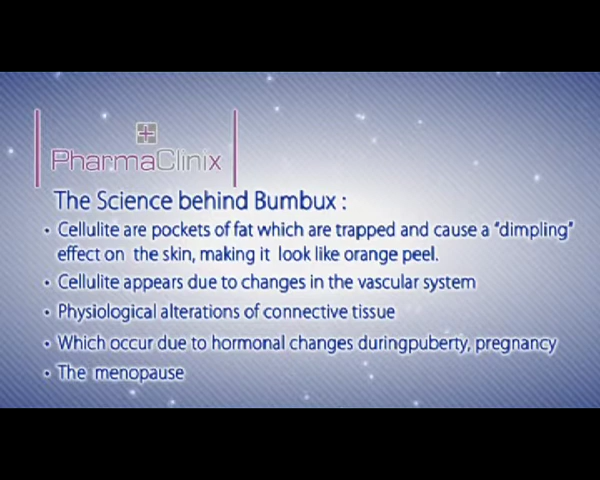 PharmaClinix
The Science behind Bumbux :
• Cellulite are pockets of fat which are trapped and cause a “dimpling”
effect on the skin, making it look like orange peel.
• Cellulite appears due to changes in the vascular system
• Physiological alterations of connective tissue
• Which occur due to hormonal changes duringpuberty, pregnancy
• The menopause